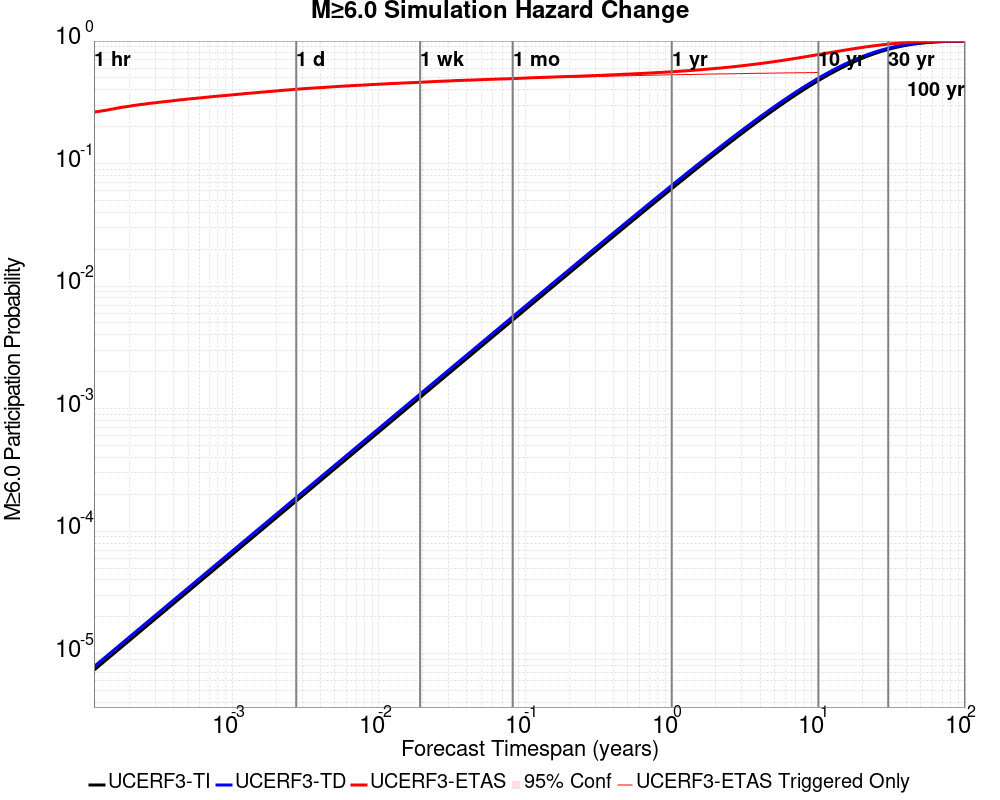 M≥6.0 Simulation Hazard Change
10^0
1 hr
1 d
1 wk
1 mo
1 yr
10 yr
30 yr
100 yr
10^-1
10^-2
10^-3
10^-4
10^-5
M≥6.0 Participation Probability
10^-3
10^-2
10^-1
10^0
10^1
10^2
Forecast Timespan (years)
UCERF3-TI UCERF3-TD UCERF3-ETAS 95% Conf UCERF3-ETAS Triggered Only